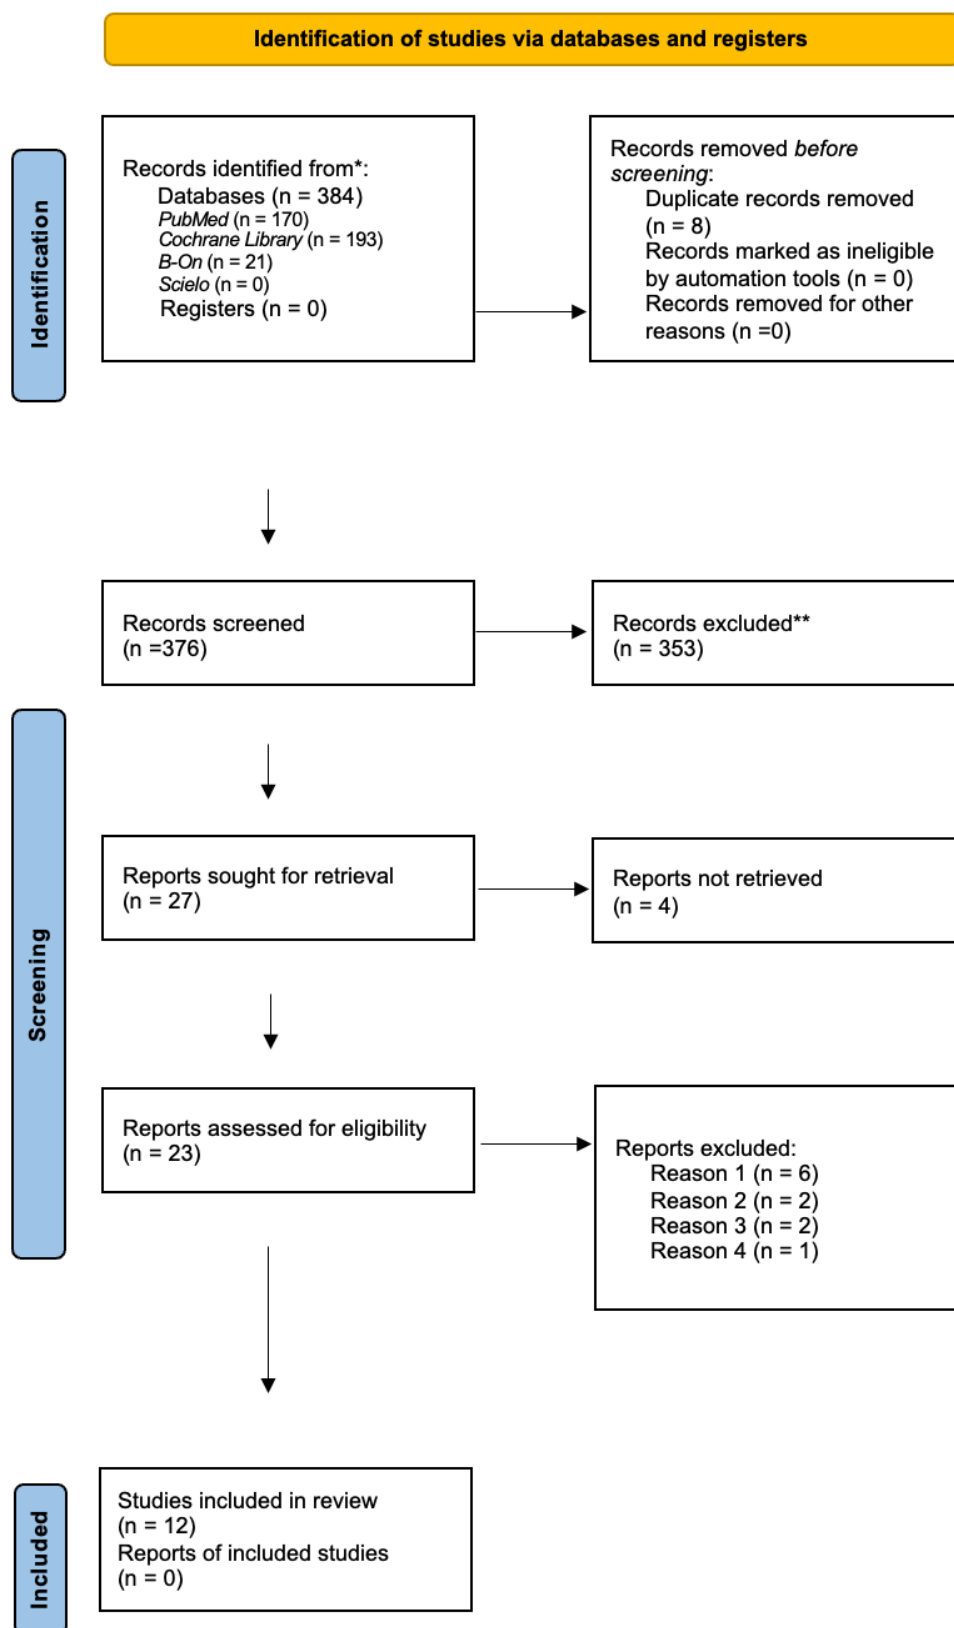 Identification of studies via databases and registers
Identification
Records identified from*:
Databases (n = 384)
PubMed (n = 170)
Cochrane Library (n = 193)
B-On (n = 21)
Scielo (n = 0)
Registers (n = 0)
Records removed before
screening:
Duplicate records removed
(n = 8)
Records marked as ineligible
by automation tools (n = 0)
Records removed for other
reasons (n =0)
Screening
Records screened
(n =376)
Records excluded**
(n = 353)
Reports sought for retrieval
(n = 27)
Reports not retrieved
(n = 4)
Reports assessed for eligibility
(n = 23)
Reports excluded:
Reason 1 (n = 6)
Reason 2 (n = 2)
Reason 3 (n = 2)
Reason 4 (n = 1)
Included
Studies included in review
(n = 12)
Reports of included studies
(n = 0)